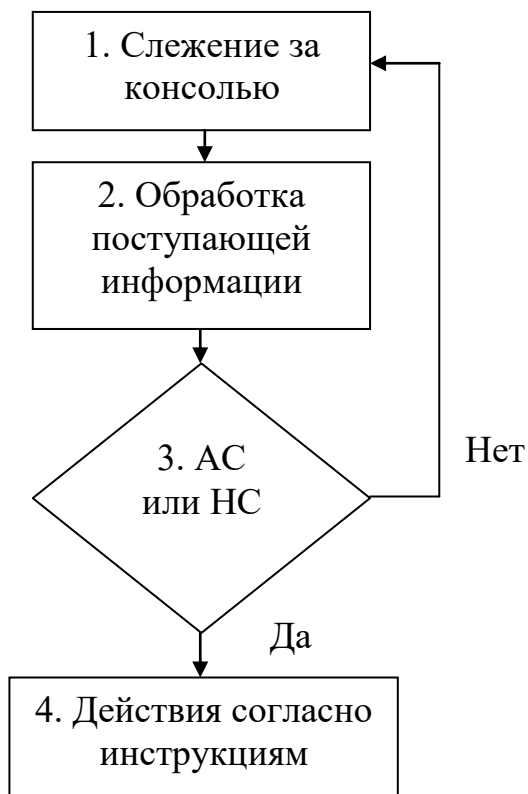 1. Слежение за
консолью
2. Обработка
поступающей
информации
3. АС
или НС
Нет
Да
4. Действия согласно
инструкциям